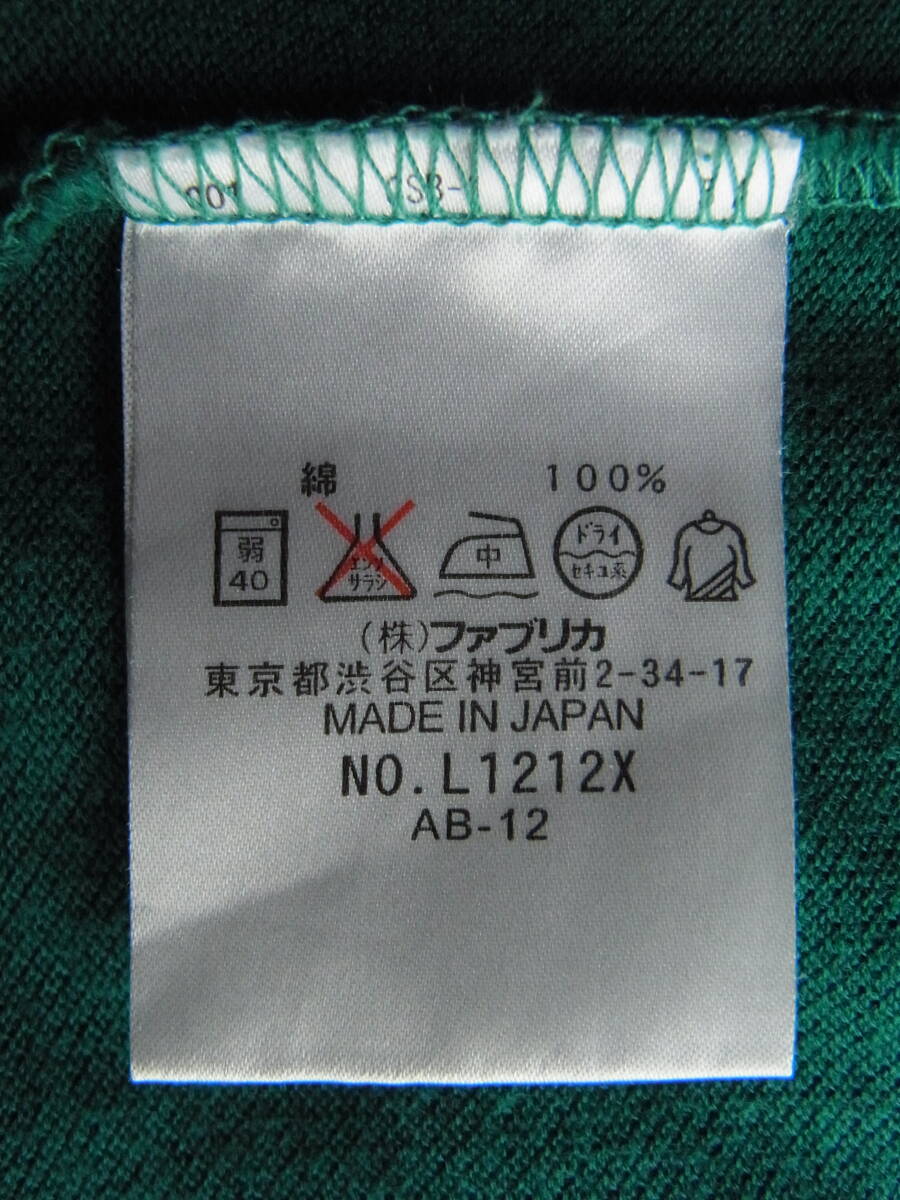 綿 100%
弱
40
エンソ
サラシ
中
ドライ
セキユ系
(株)ファブリカ
東京都渋谷区神宮前2-34-17
MADE IN JAPAN
NO.L1212X
AB-12